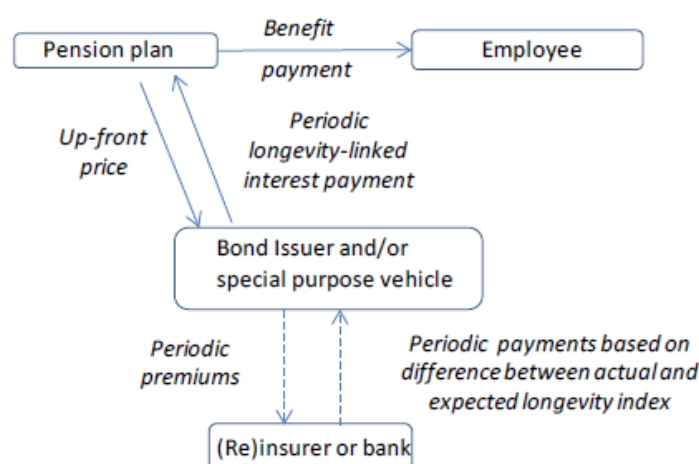 Pension plan
Benefit
payment
Employee
Up-front
price
Periodic
longevity-linked
interest payment
Bond Issuer and/or
special purpose vehicle
Periodic
premiums
Periodic payments based on
difference between actual and
expected longevity index
(Re)insurer or bank